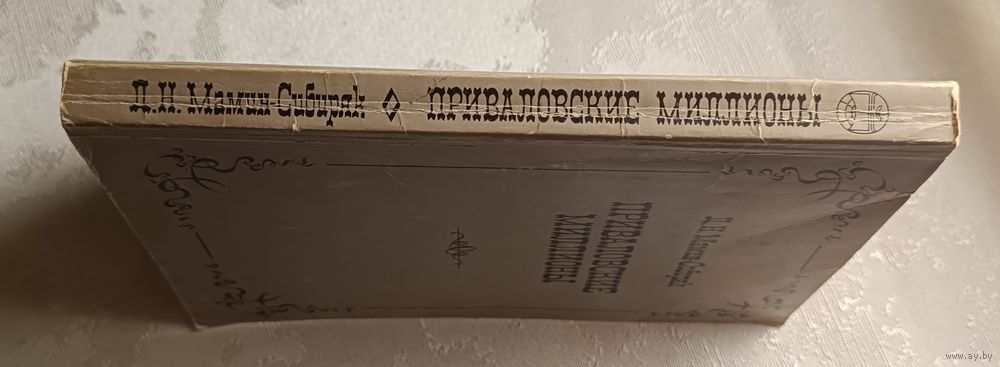 Д.Н. Мамин-Сибиряк ПРИВАЛОВСКИЕ МИЛЛИОНЫ
Д.Н. Мамин-Сибиряк
ПРИВАЛОВСКИЕ
МИЛЛИОНЫ
www.ay.by